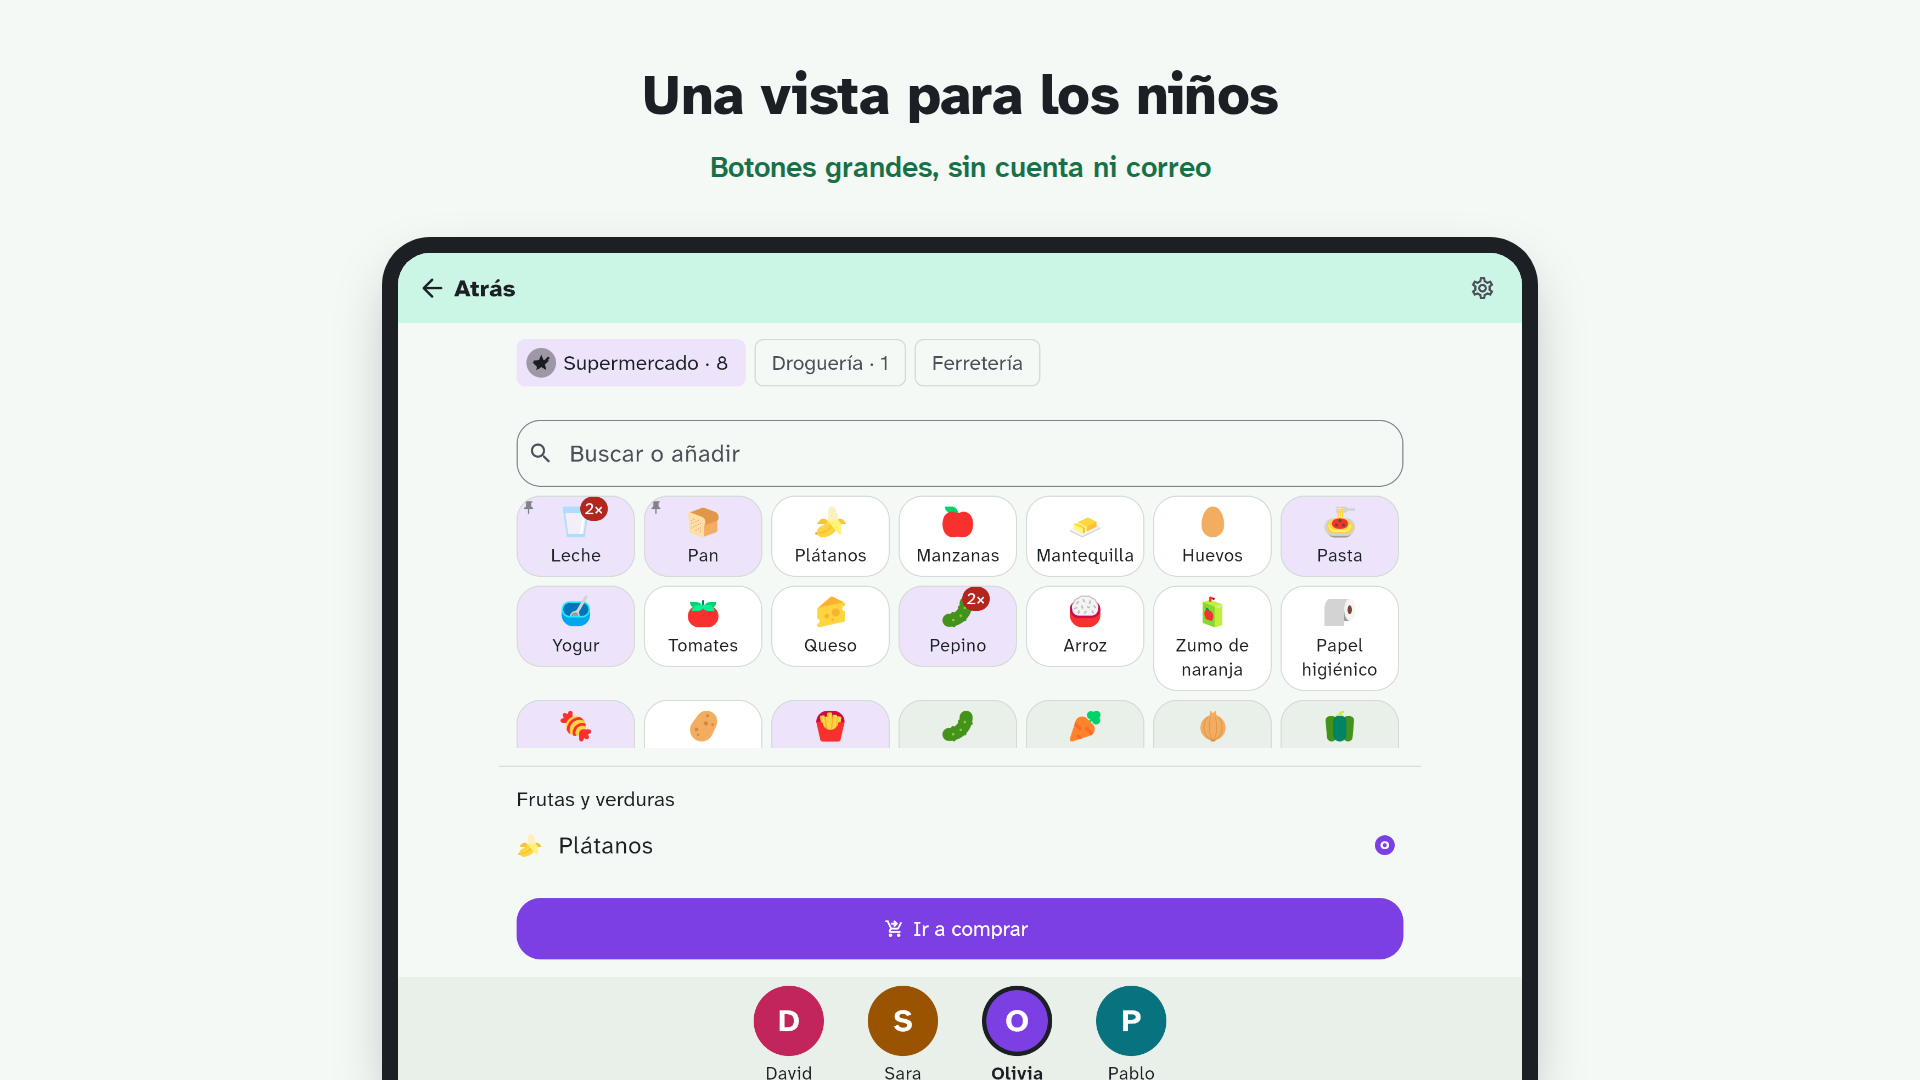 Una vista para los niños
Botones grandes, sin cuenta ni correo
Atrás
Supermercado · 8
Droguería · 1
Ferretería
Buscar o añadir
2×
Leche
Pan
Plátanos
Manzanas
Mantequilla
Huevos
Pasta
Yogur
Tomates
Queso
2×
Pepino
Arroz
Zumo de
naranja
Papel
higiénico
Frutas y verduras
Plátanos
O
Ir a comprar
D
S
O
P
David
Sara
Olivia
Pablo